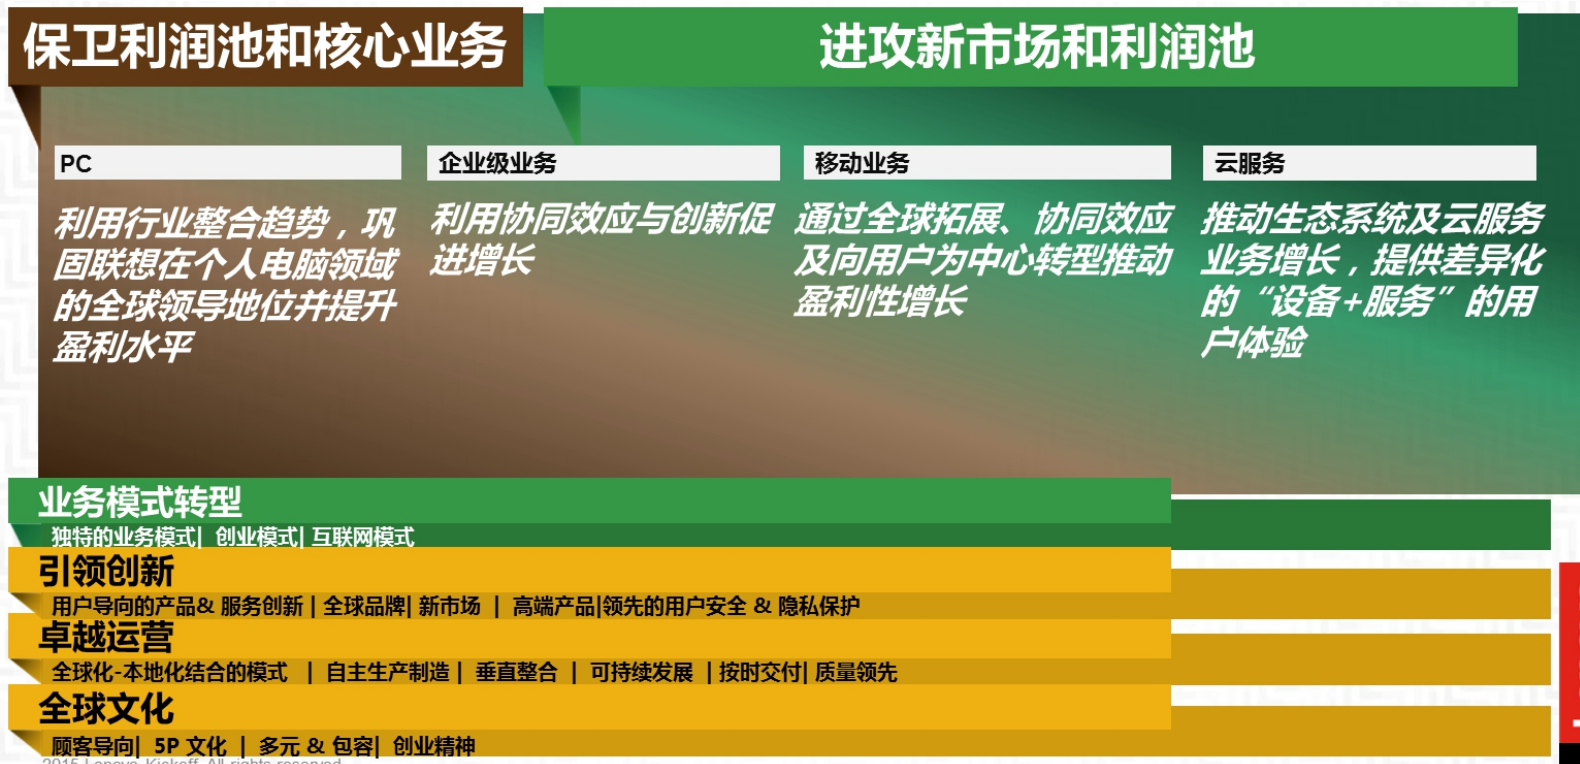 保卫利润池和核心业务
进攻新市场和利润池
PC
利用行业整合趋势，巩
固联想在个人电脑领域
的全球领导地位并提升
盈利水平
企业级业务
利用协同效应与创新促
进增长
移动业务
通过全球拓展、协同效应
及向用户为中心转型推动
盈利性增长
云服务
推动生态系统及云服务
业务增长，提供差异化
的“设备+服务”的用
户体验
业务模式转型
独特的业务模式| 创业模式| 互联网模式
引领创新
用户导向的产品& 服务创新 | 全球品牌| 新市场 | 高端产品|领先的用户安全 & 隐私保护
卓越运营
全球化-本地化结合的模式 | 自主生产制造 | 垂直整合 | 可持续发展 | 按时交付| 质量领先
全球文化
顾客导向| 5P 文化 | 多元 & 包容| 创业精神
2015 Lenovo Kickoff. All rights reserved.